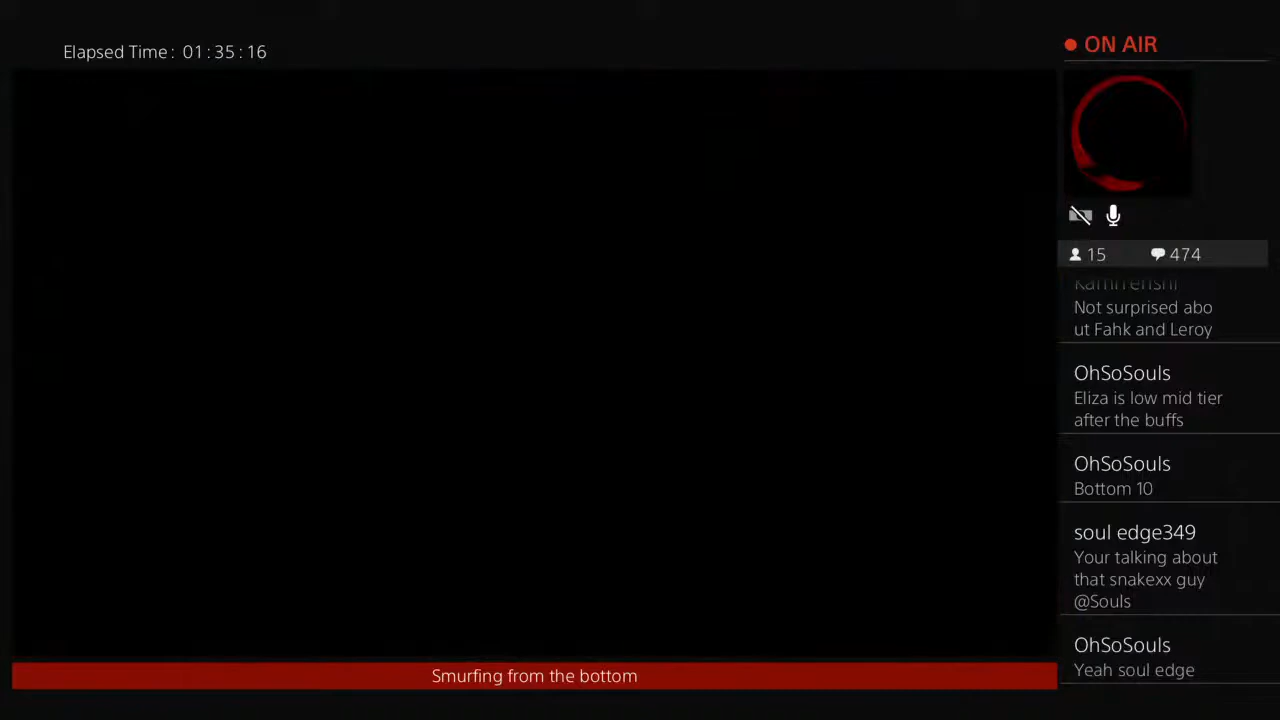 Elapsed Time: 01:35:16
ON AIR
15 474
Not surprised abo
ut Fahk and Leroy
OhSoSouls
Eliza is low mid tier
after the buffs
OhSoSouls
Bottom 10
soul edge349
Your talking about
that snakexx guy
@Souls
OhSoSouls
Yeah soul edge
Smurfing from the bottom